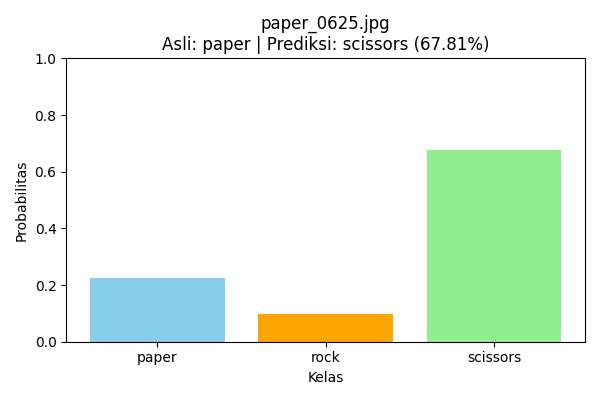 paper_0625.jpg
Asli: paper | Prediksi: scissors (67.81%)
1.0
0.8
0.6
0.4
0.2
0.0
Probabilitas
paper rock scissors
Kelas